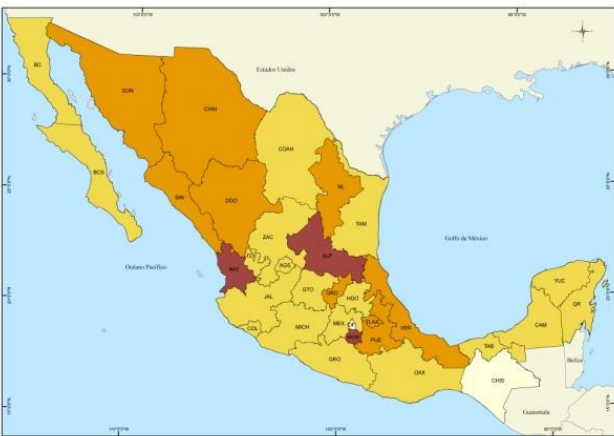 Estados Unidos
BC
SON
CHIH
COAH
BCS
SIN
DGO
NL
TAM
ZAC
Golfo de México
Océano Pacífico
NAY
SLP
AGS
JAL
GTO
QRO
HGO
YUC
QR
CAM
COL
MICH
MEX
DF
TLAX
MOR
PUE
VER
TAB
GRO
OAX
CHIS
Belize
Guatemala